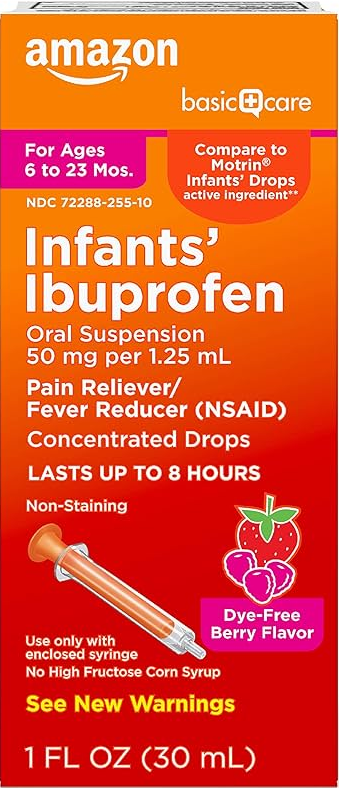 amazon
basic care
For Ages
6 to 23 Mos.
Compare to
Motrin®
Infants' Drops
active ingredient**
NDC 72288-255-10
Infants'
Ibuprofen
Oral Suspension
50 mg per 1.25 mL
Pain Reliever/
Fever Reducer (NSAID)
Concentrated Drops
LASTS UP TO 8 HOURS
Non-Staining
Dye-Free
Berry Flavor
Use only with
enclosed syringe
No High Fructose Corn Syrup
See New Warnings
1 FL OZ (30 mL)